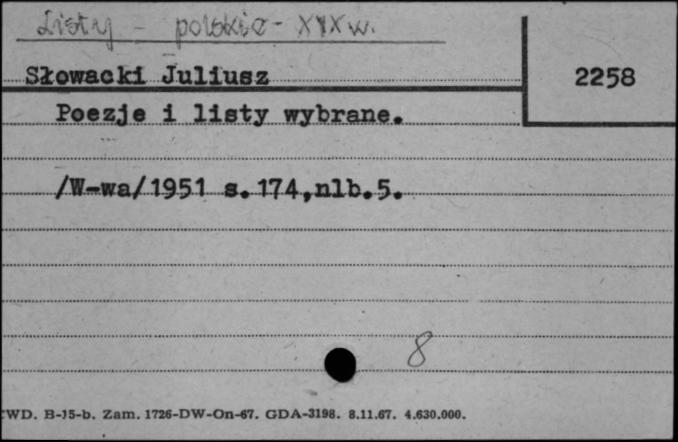 Listy - polskie - XIX w.
Słowacki Juliusz
2258
Poezje i listy wybrane.
/W-wa/1951 s.174,nlb.5.
8
WD. B-15-b. Zam. 1726-DW-On-67. GDA-3198. 8.11.67. 4.630.000.